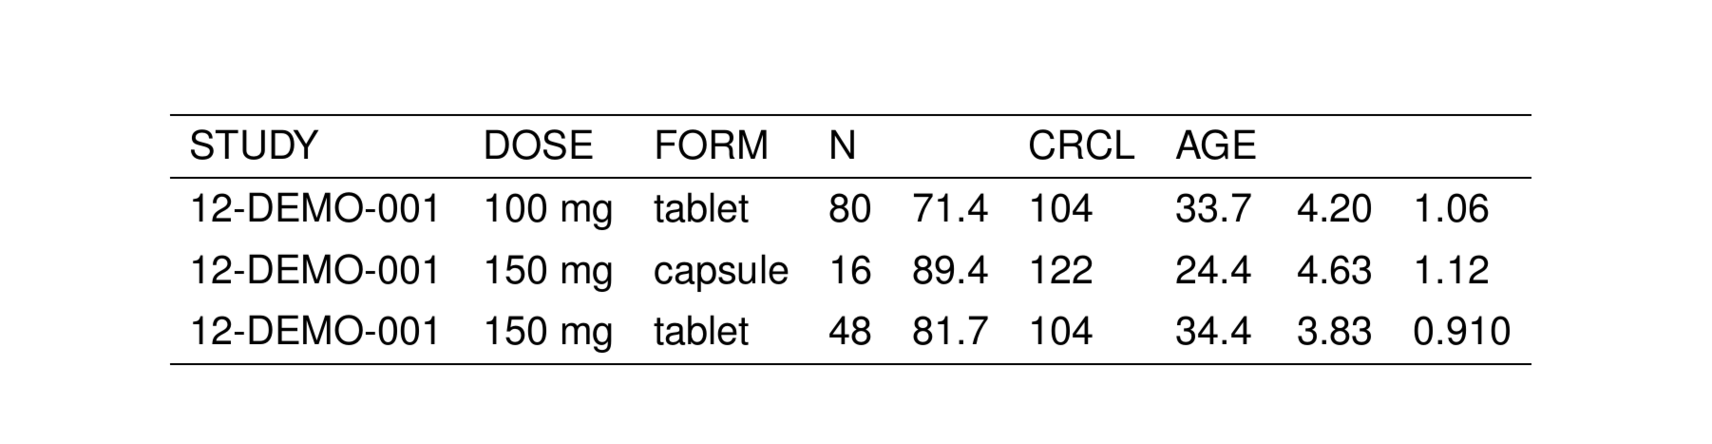 STUDY DOSE FORM N CRCL AGE
12-DEMO-001 100 mg tablet 80 71.4 104 33.7 4.20 1.06
12-DEMO-001 150 mg capsule 16 89.4 122 24.4 4.63 1.12
12-DEMO-001 150 mg tablet 48 81.7 104 34.4 3.83 0.910